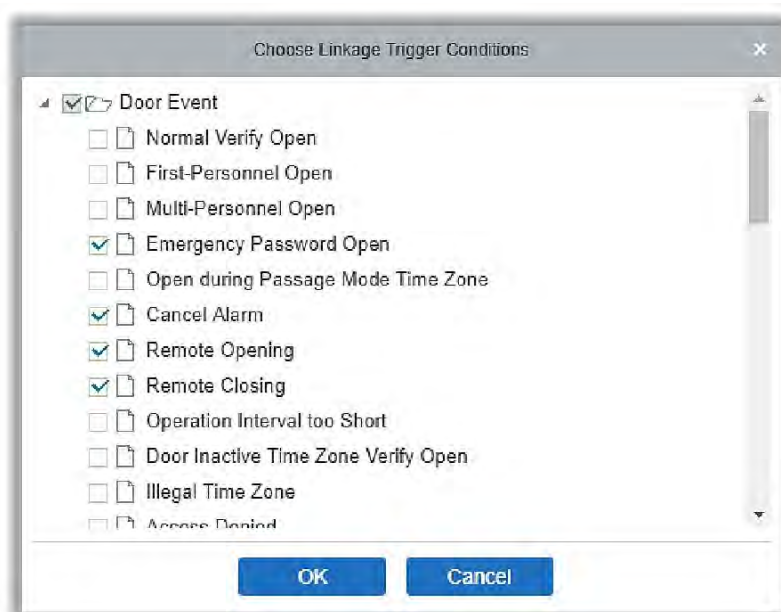 Choose Linkage Trigger Conditions
Door Event
Normal Verify Open
First-Personnel Open
Multi-Personnel Open
Emergency Password Open
Open during Passage Mode Time Zone
Cancel Alarm
Remote Opening
Remote Closing
Operation Interval too Short
Door Inactive Time Zone Verify Open
Illegal Time Zone
Access Denied
OK Cancel